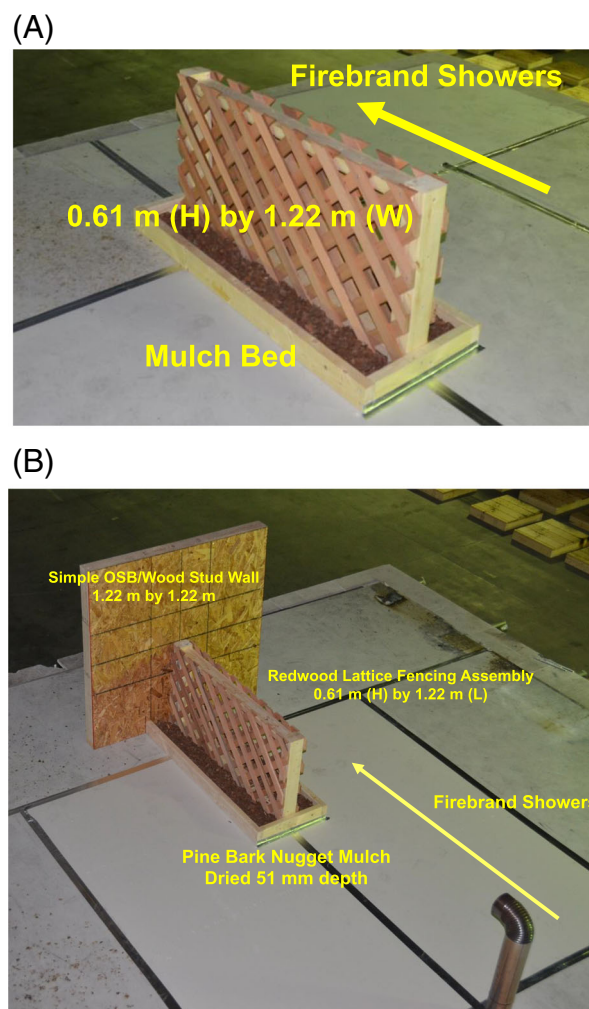 (A)
Firebrand Showers
0.61 m (H) by 1.22 m (W)
Mulch Bed
(B)
Simple OSB/Wood Stud Wall
1.22 m by 1.22 m
Redwood Lattice Fencing Assembly
0.61 m (H) by 1.22 m (L)
Firebrand Showers
Pine Bark Nugget Mulch
Dried 51 mm depth